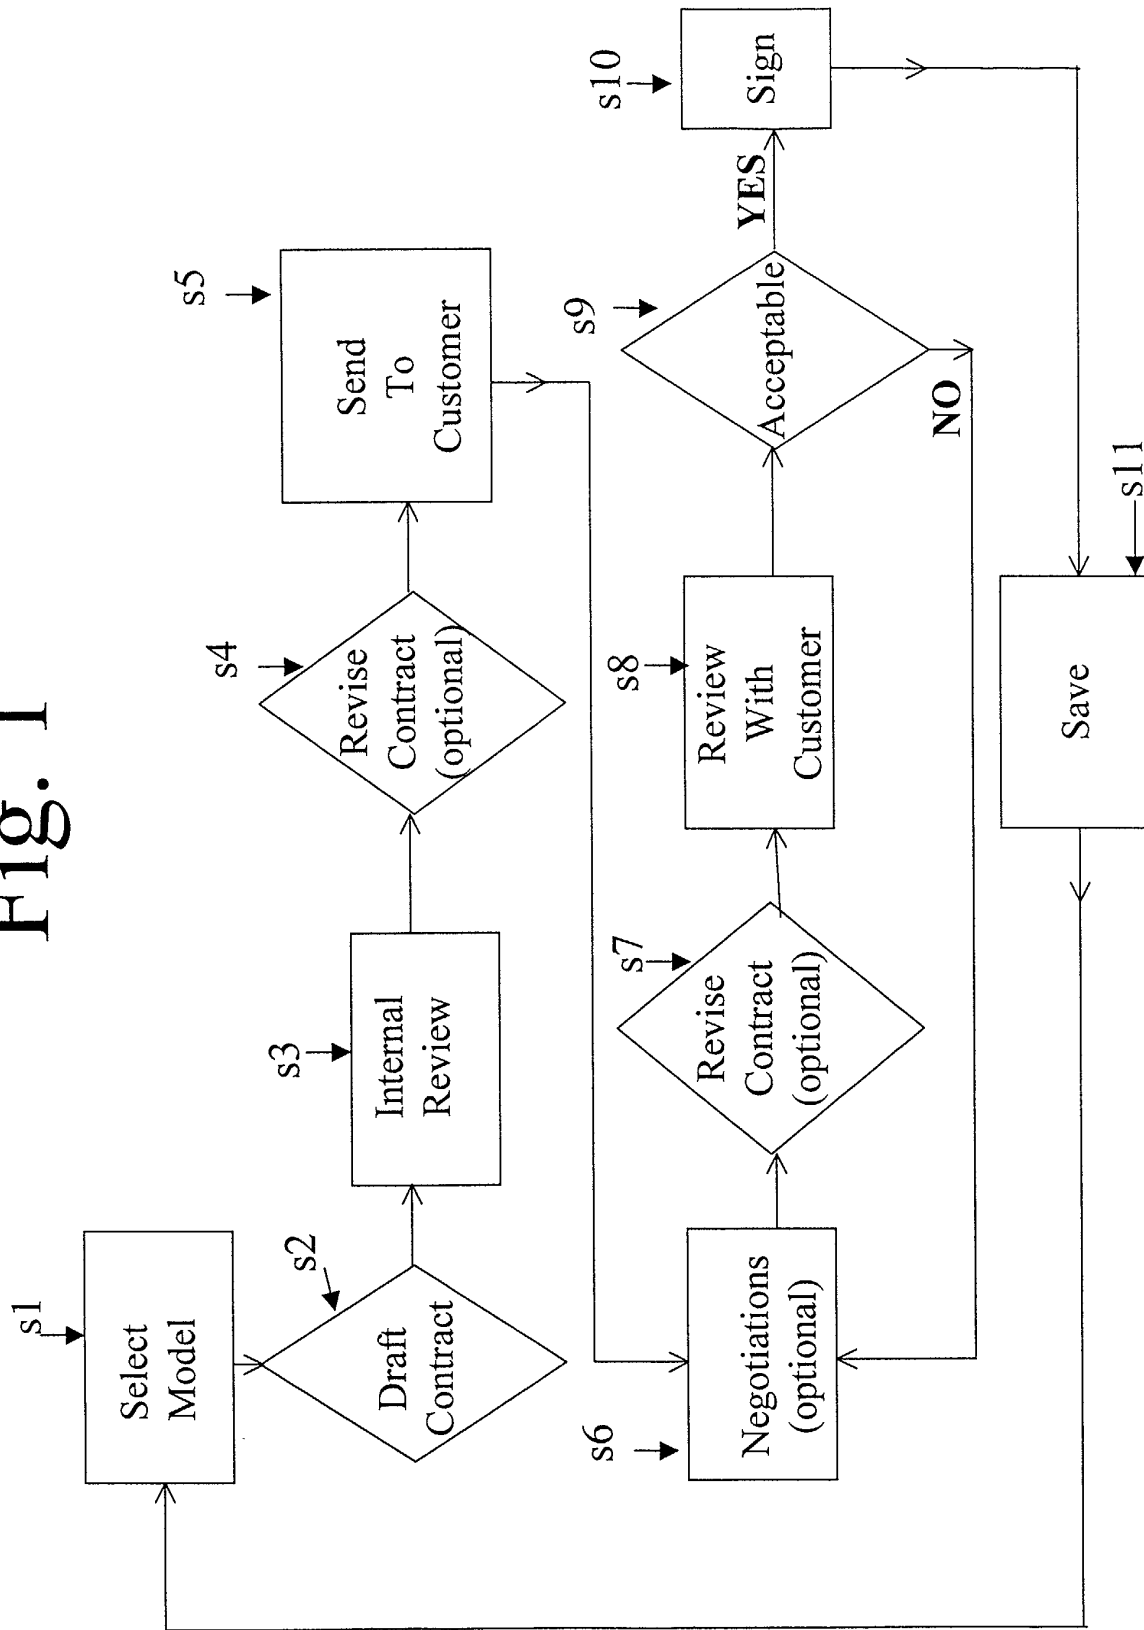 Fig. 1
s1
Select
Model
s2
Draft
Contract
s3
Internal
Review
s4
Revise
Contract
(optional)
s5
Send
To
Customer
s6
Negotiations
(optional)
s7
Revise
Contract
(optional)
s8
Review
With
Customer
s9
Acceptable
YES
NO
s10
Sign
s11
Save